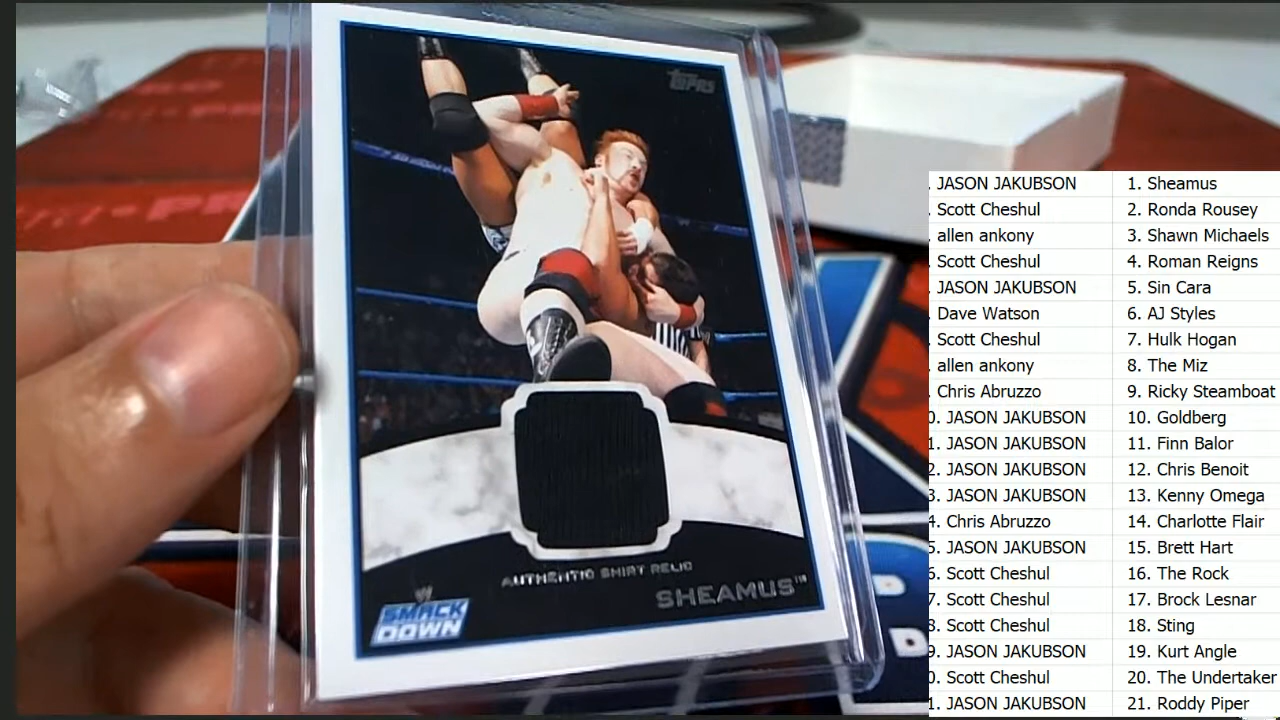 TOPPS
AUTHENTIC SHIRT RELIC
SHEAMUS™
W
SMACK
DOWN
. JASON JAKUBSON 1. Sheamus
. Scott Cheshul 2. Ronda Rousey
. allen ankony 3. Shawn Michaels
. Scott Cheshul 4. Roman Reigns
. JASON JAKUBSON 5. Sin Cara
. Dave Watson 6. AJ Styles
. Scott Cheshul 7. Hulk Hogan
. allen ankony 8. The Miz
. Chris Abruzzo 9. Ricky Steamboat
0. JASON JAKUBSON 10. Goldberg
1. JASON JAKUBSON 11. Finn Balor
2. JASON JAKUBSON 12. Chris Benoit
3. JASON JAKUBSON 13. Kenny Omega
4. Chris Abruzzo 14. Charlotte Flair
5. JASON JAKUBSON 15. Brett Hart
6. Scott Cheshul 16. The Rock
7. Scott Cheshul 17. Brock Lesnar
8. Scott Cheshul 18. Sting
9. JASON JAKUBSON 19. Kurt Angle
0. Scott Cheshul 20. The Undertaker
1. JASON JAKUBSON 21. Roddy Piper